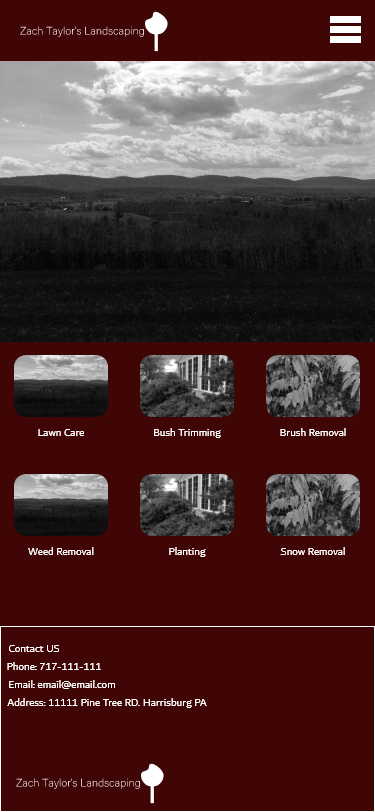 Zach Taylor's Landscaping
Lawn Care
Bush Trimming
Brush Removal
Weed Removal
Planting
Snow Removal
Contact US
Phone: 717-111-111
Email: email@email.com
Address: 11111 Pine Tree RD. Harrisburg PA
Zach Taylor's Landscaping